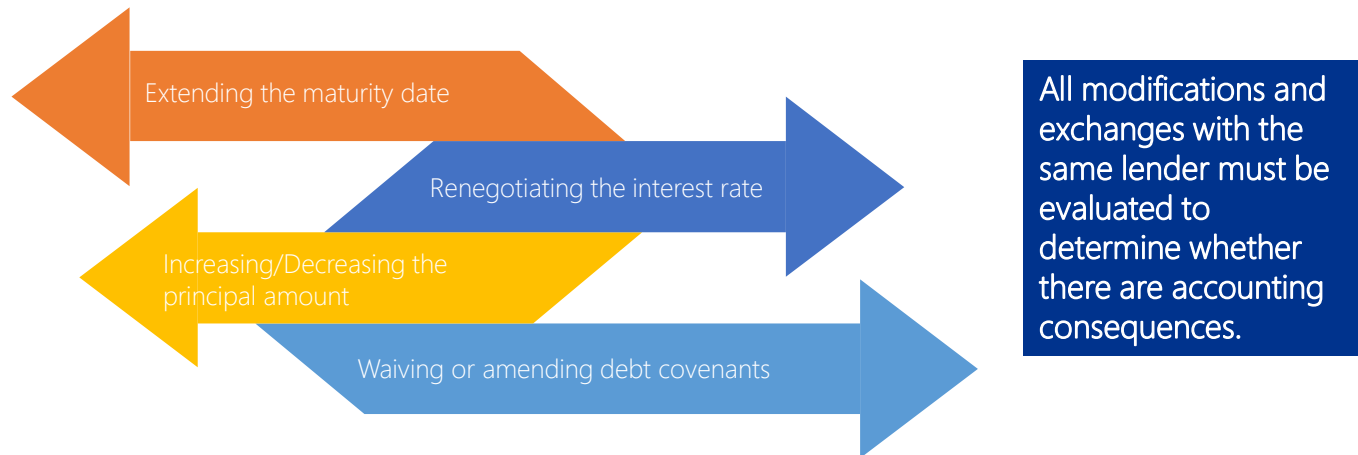 Extending the maturity date
Renegotiating the interest rate
Increasing/Decreasing the
principal amount
Waiving or amending debt covenants
All modifications and
exchanges with the
same lender must be
evaluated to
determine whether
there are accounting
consequences.